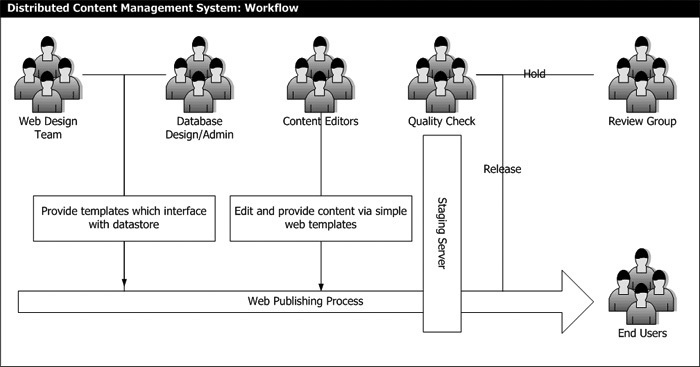 Distributed Content Management System: Workflow
Web Design
Team
Database
Design/Admin
Content Editors
Quality Check
Hold
Review Group
Release
Provide templates which interface
with datastore
Edit and provide content via simple
web templates
Staging Server
Web Publishing Process
End Users